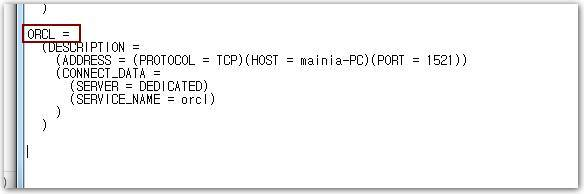 )
ORCL =
(DESCRIPTION =
(ADDRESS = (PROTOCOL = TCP)(HOST = mainia-PC)(PORT = 1521))
(CONNECT_DATA =
(SERVER = DEDICATED)
(SERVICE_NAME = orcl)
)
)
)